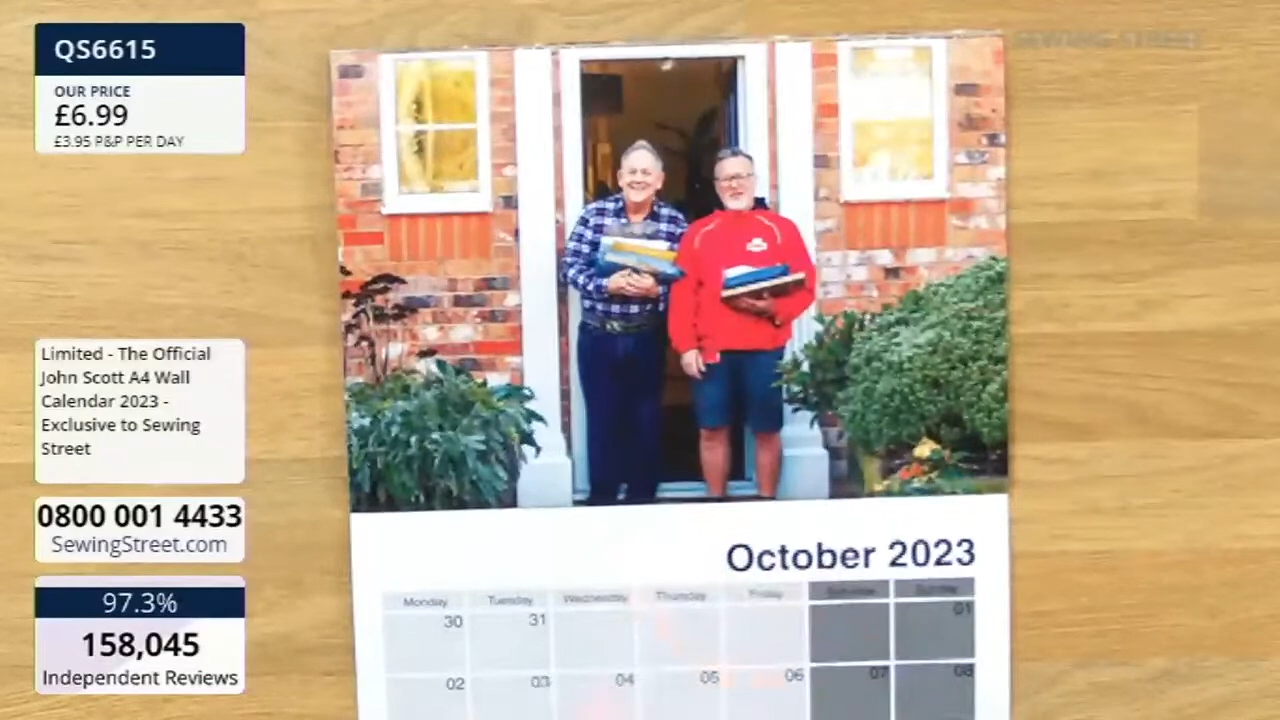 QS6615
OUR PRICE
£6.99
£3.95 P&P PER DAY
SEWING STREET
Limited - The Official
John Scott A4 Wall
Calendar 2023 -
Exclusive to Sewing
Street
0800 001 4433
SewingStreet.com
97.3%
158,045
Independent Reviews
October 2023
Monday Tuesday Wednesday Thursday Friday Saturday Sunday
30 31 01
02 03 04 05 06 07 08